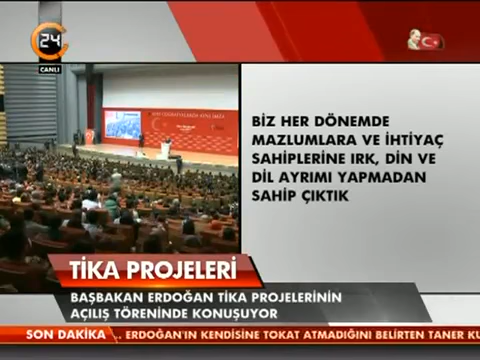 24
CANLI
BİZ HER DÖNEMDE
MAZLUMLARA VE İHTİYAÇ
SAHİPLERİNE IRK, DİN VE
DİL AYRIMI YAPMADAN
SAHİP ÇIKTIK
TİKA PROJELERİ
BAŞBAKAN ERDOĞAN TİKA PROJELERİNİN
AÇILIŞ TÖRENİNDE KONUŞUYOR
SON DAKİKA .. ERDOĞAN'IN KENDİSİNE TOKAT ATMADIĞINI BELİRTEN TANER KU